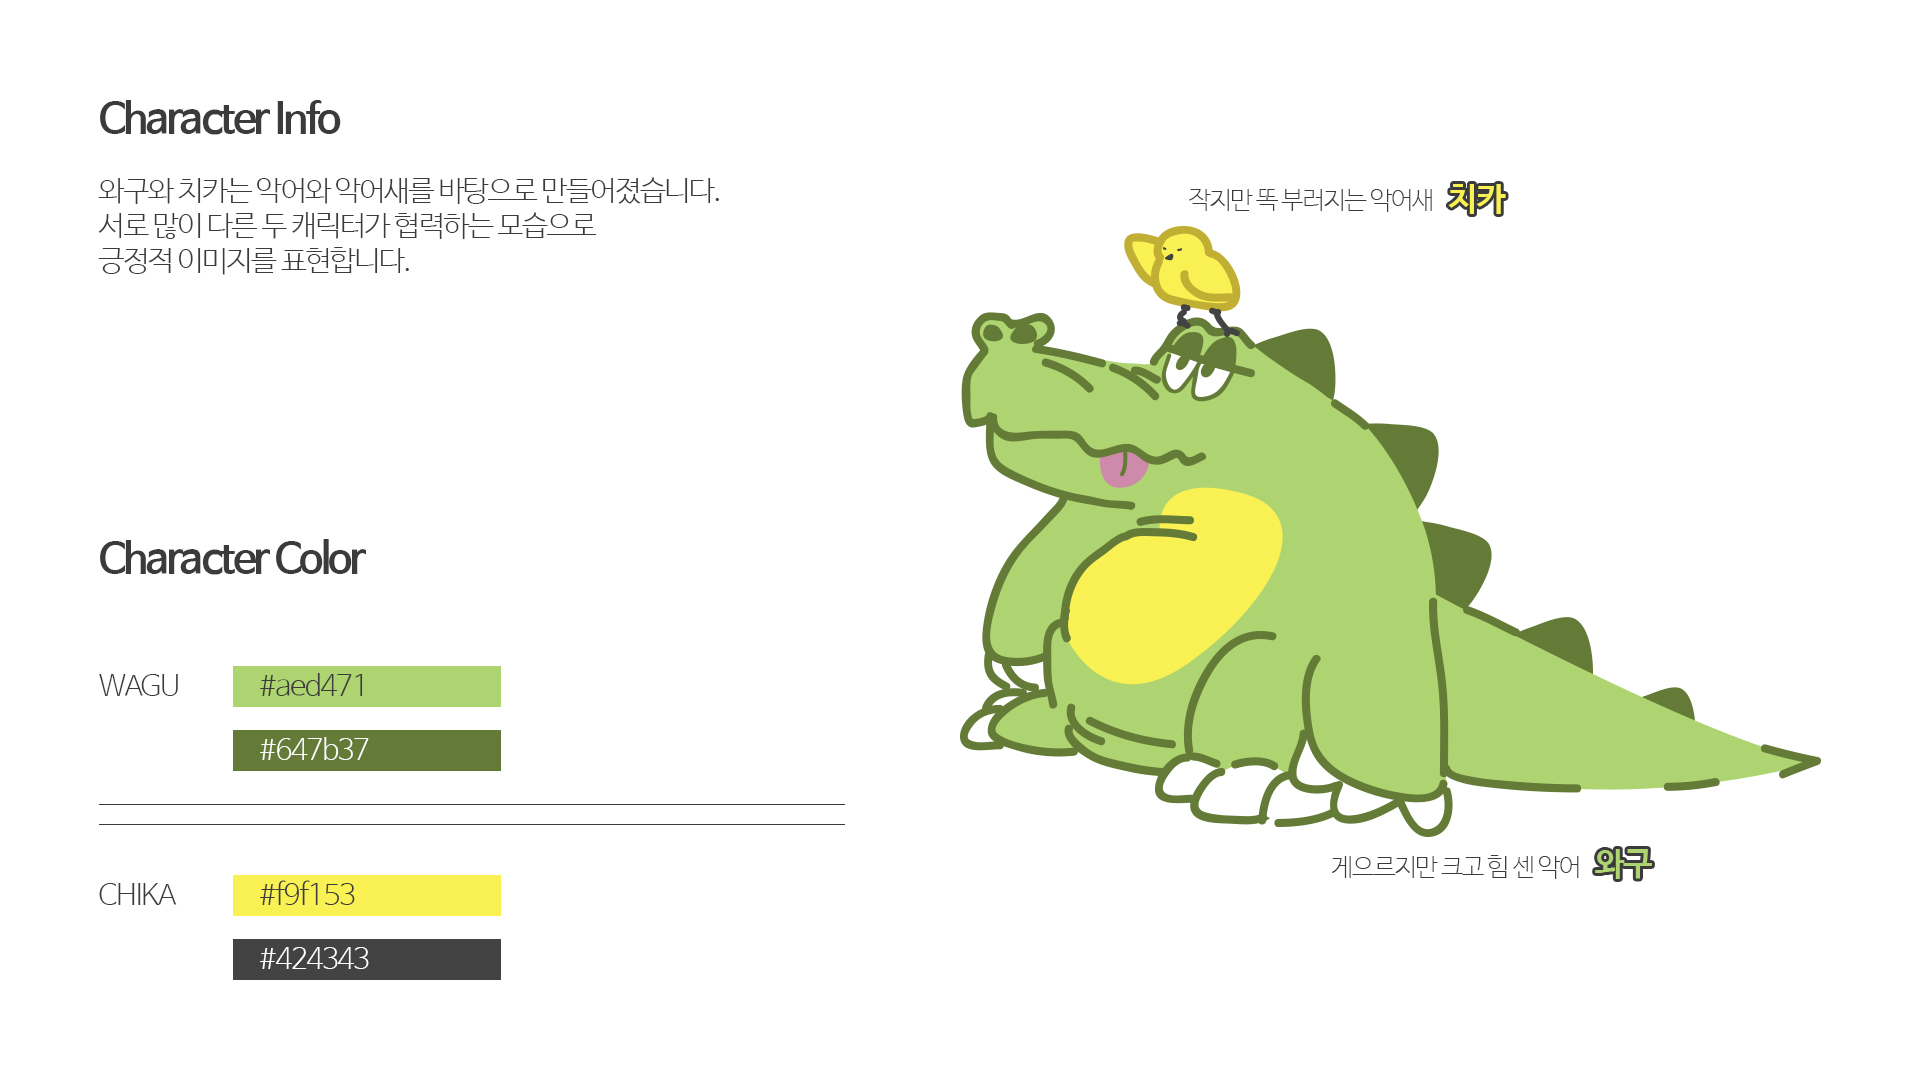 Character Info
와구와 치카는 악어와 악어새를 바탕으로 만들어졌습니다.
서로 많이 다른 두 캐릭터가 협력하는 모습으로
긍정적 이미지를 표현합니다.
작지만 똑 부러지는 악어새 치카
Character Color
WAGU #aed471
#647b37
CHIKA #f9f153
#424343
게으르지만 크고 힘 센 악어 와구